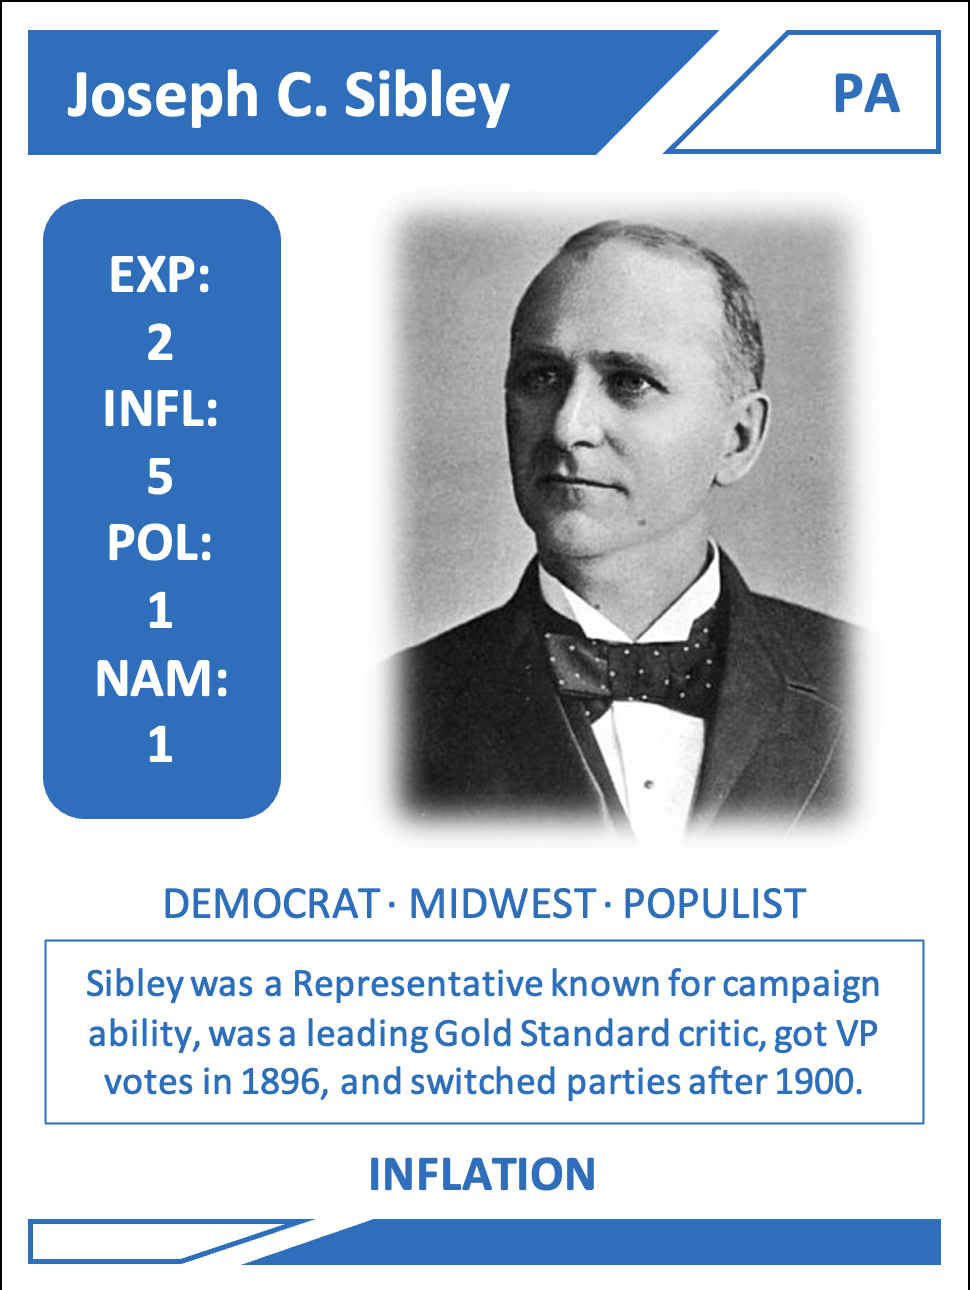 Joseph C. Sibley
PA
EXP:
2
INFL:
5
POL:
1
NAM:
1
DEMOCRAT · MIDWEST · POPULIST
Sibley was a Representative known for campaign
ability, was a leading Gold Standard critic, got VP
votes in 1896, and switched parties after 1900.
INFLATION